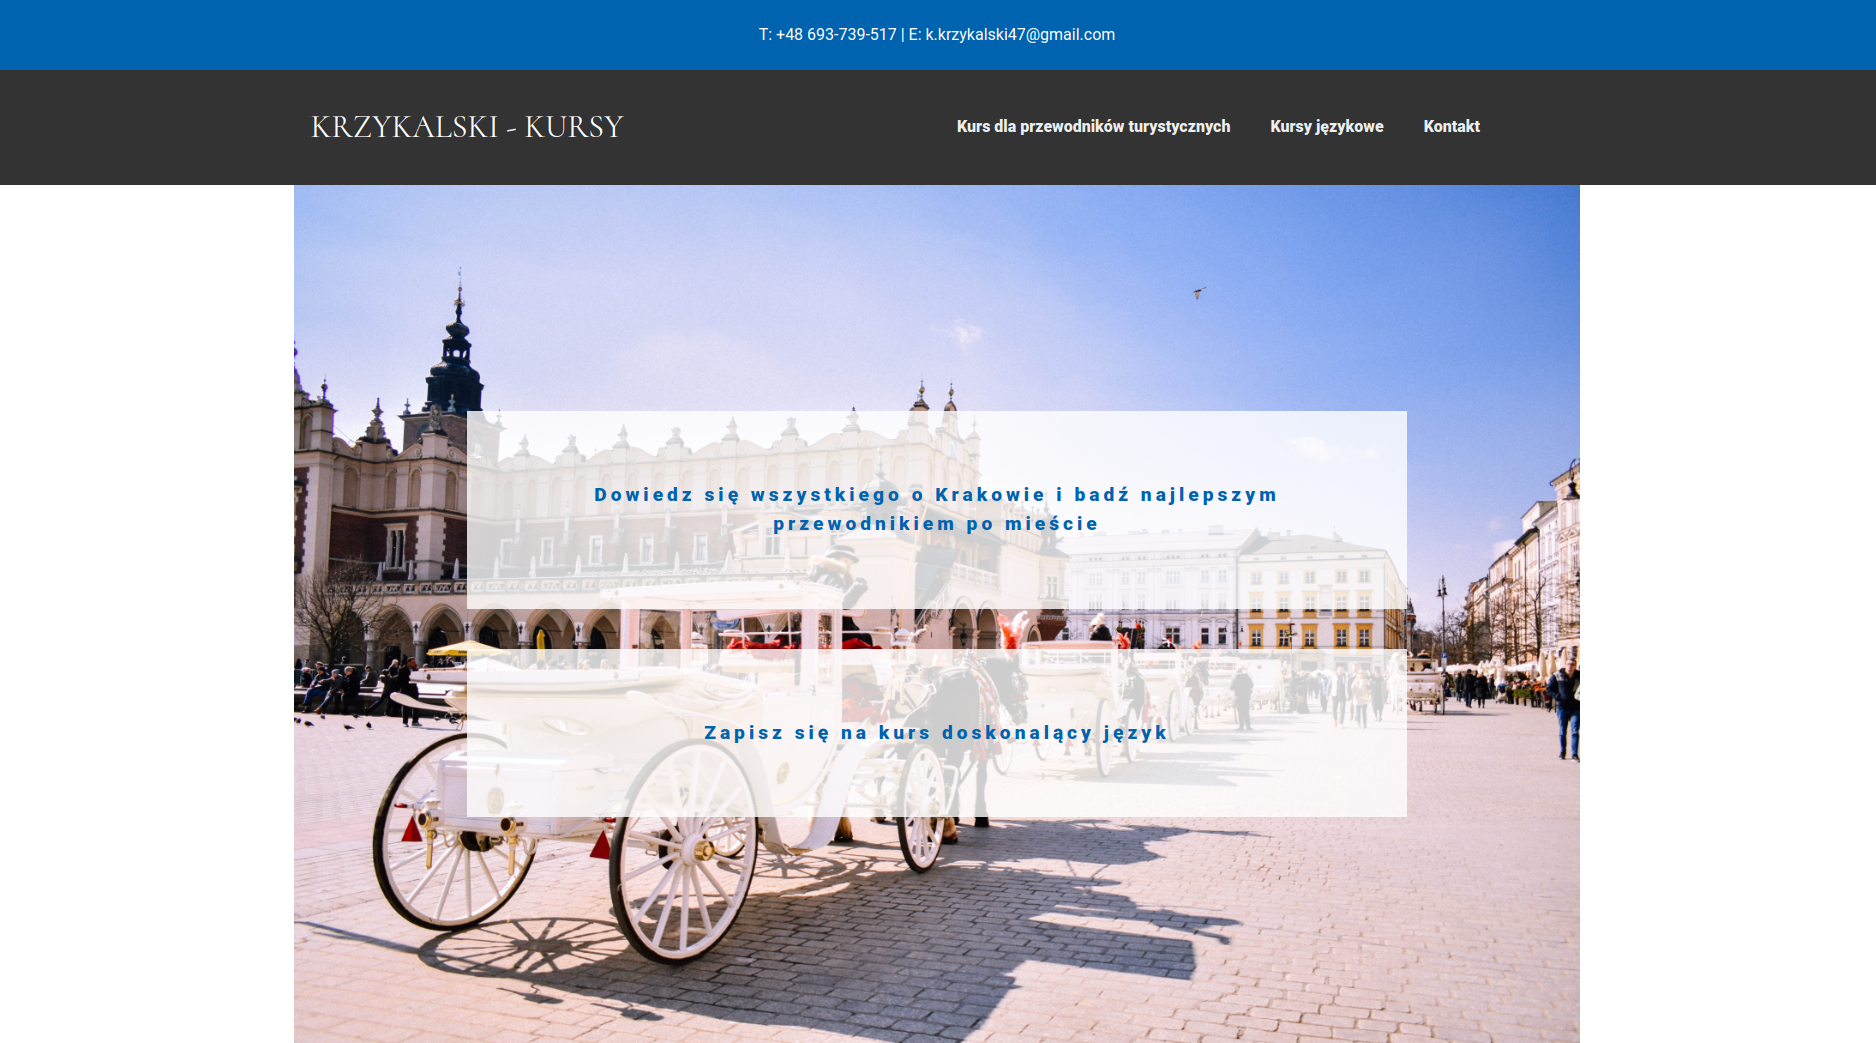 T: +48 693-739-517 | E: k.krzykalski47@gmail.com
KRZYKALSKI - KURSY
Kurs dla przewodników turystycznych
Kursy językowe
Kontakt
Dowiedz się wszystkiego o Krakowie i badź najlepszym
przewodnikiem po mieście
Zapisz się na kurs doskonalący język